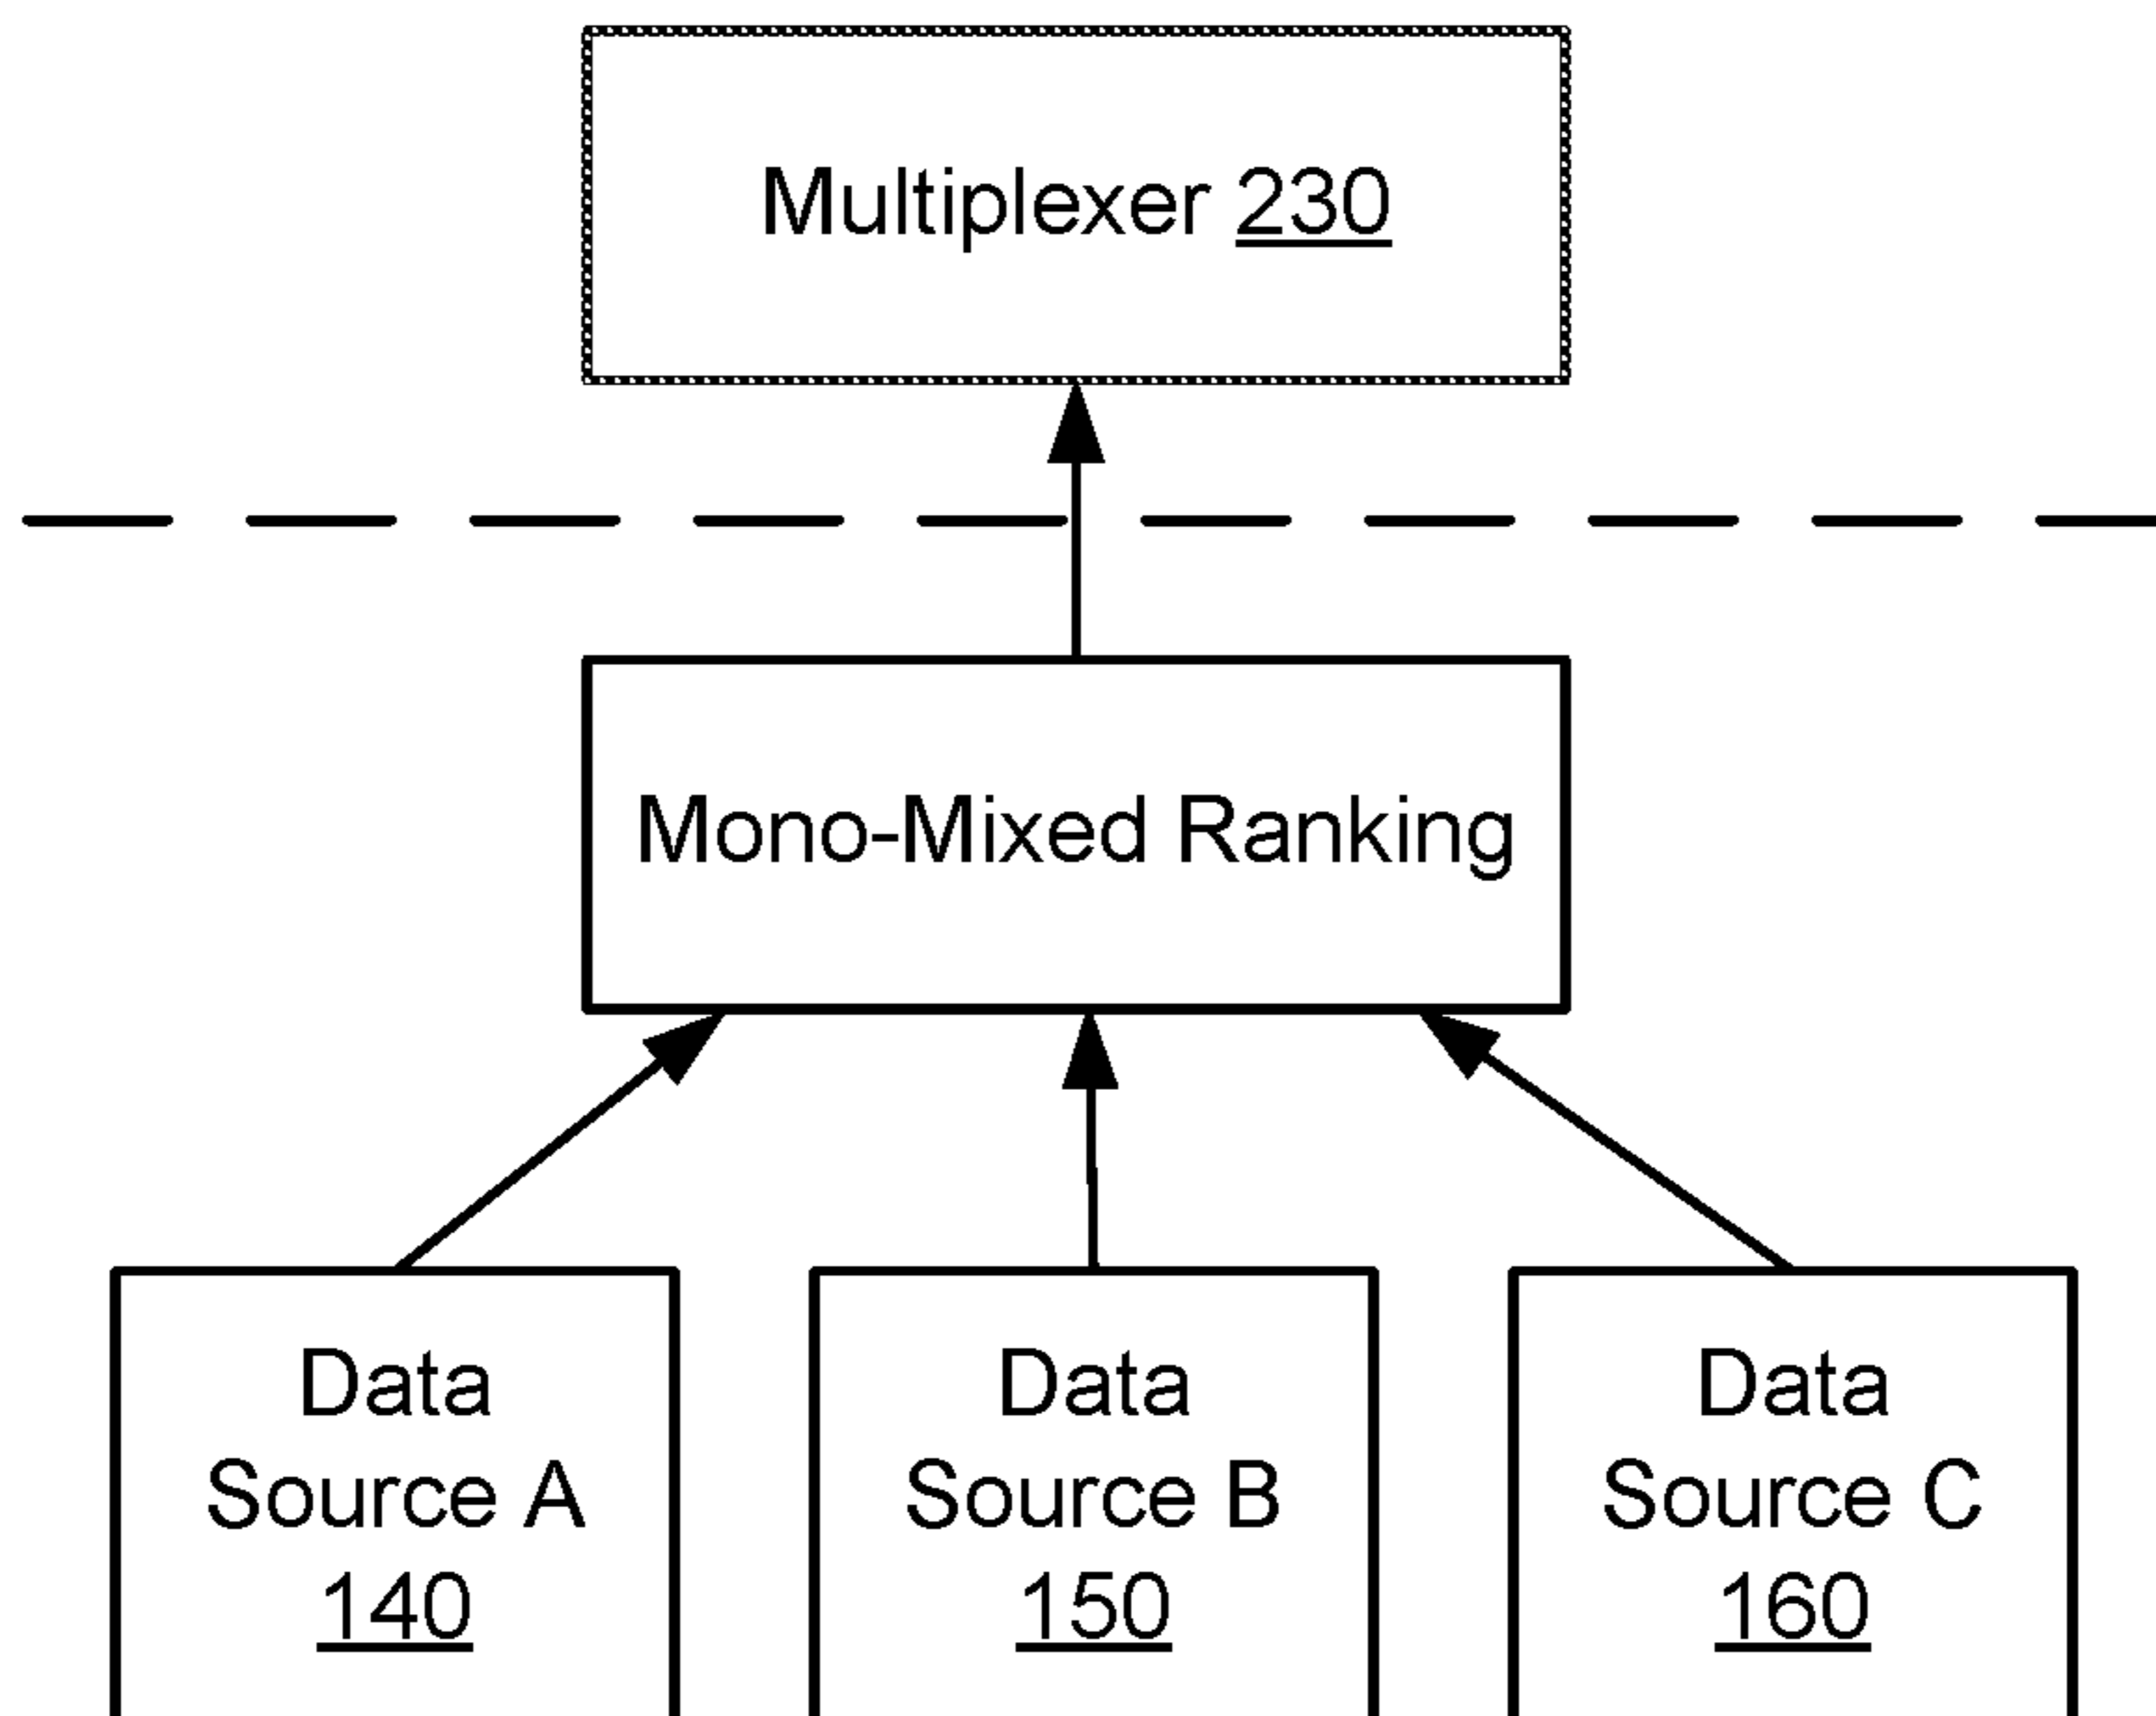 Multiplexer 230
Mono-Mixed Ranking
Data
Source A
140
Data
Source B
150
Data
Source C
160